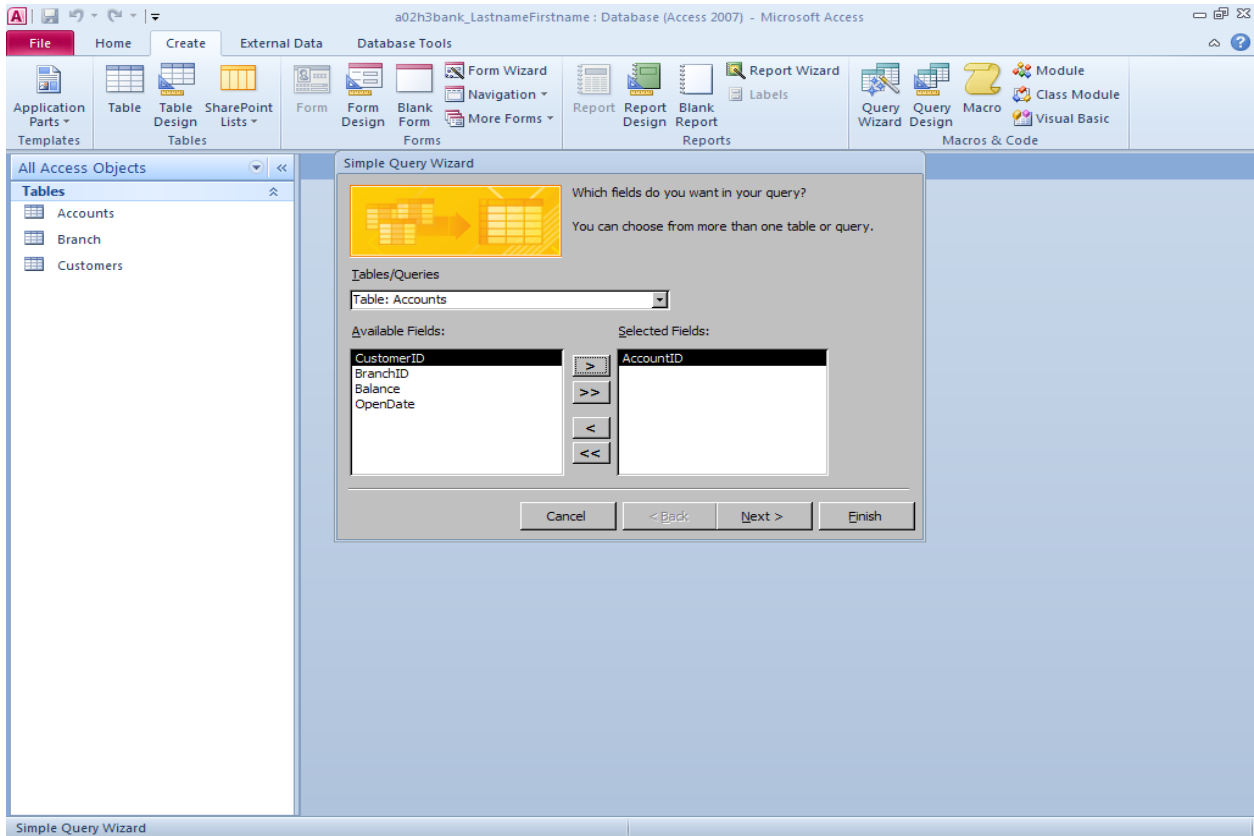 a02h3bank_LastnameFirstname : Database (Access 2007) - Microsoft Access
File Home Create External Data Database Tools
Application Parts
Table
Table Design
SharePoint Lists
Form
Form Design
Blank Form
Form Wizard
Navigation
More Forms
Report
Report Design
Blank Report
Report Wizard
Labels
Query Wizard
Query Design
Macro
Module
Class Module
Visual Basic
Templates Tables Forms Reports Macros & Code
All Access Objects
Tables
Accounts
Branch
Customers
Simple Query Wizard
Which fields do you want in your query?
You can choose from more than one table or query.
Tables/Queries
Table: Accounts
Available Fields:
CustomerID
BranchID
Balance
OpenDate
>
>>
<
<<
Selected Fields:
AccountID
Cancel < Back Next > Finish
Simple Query Wizard